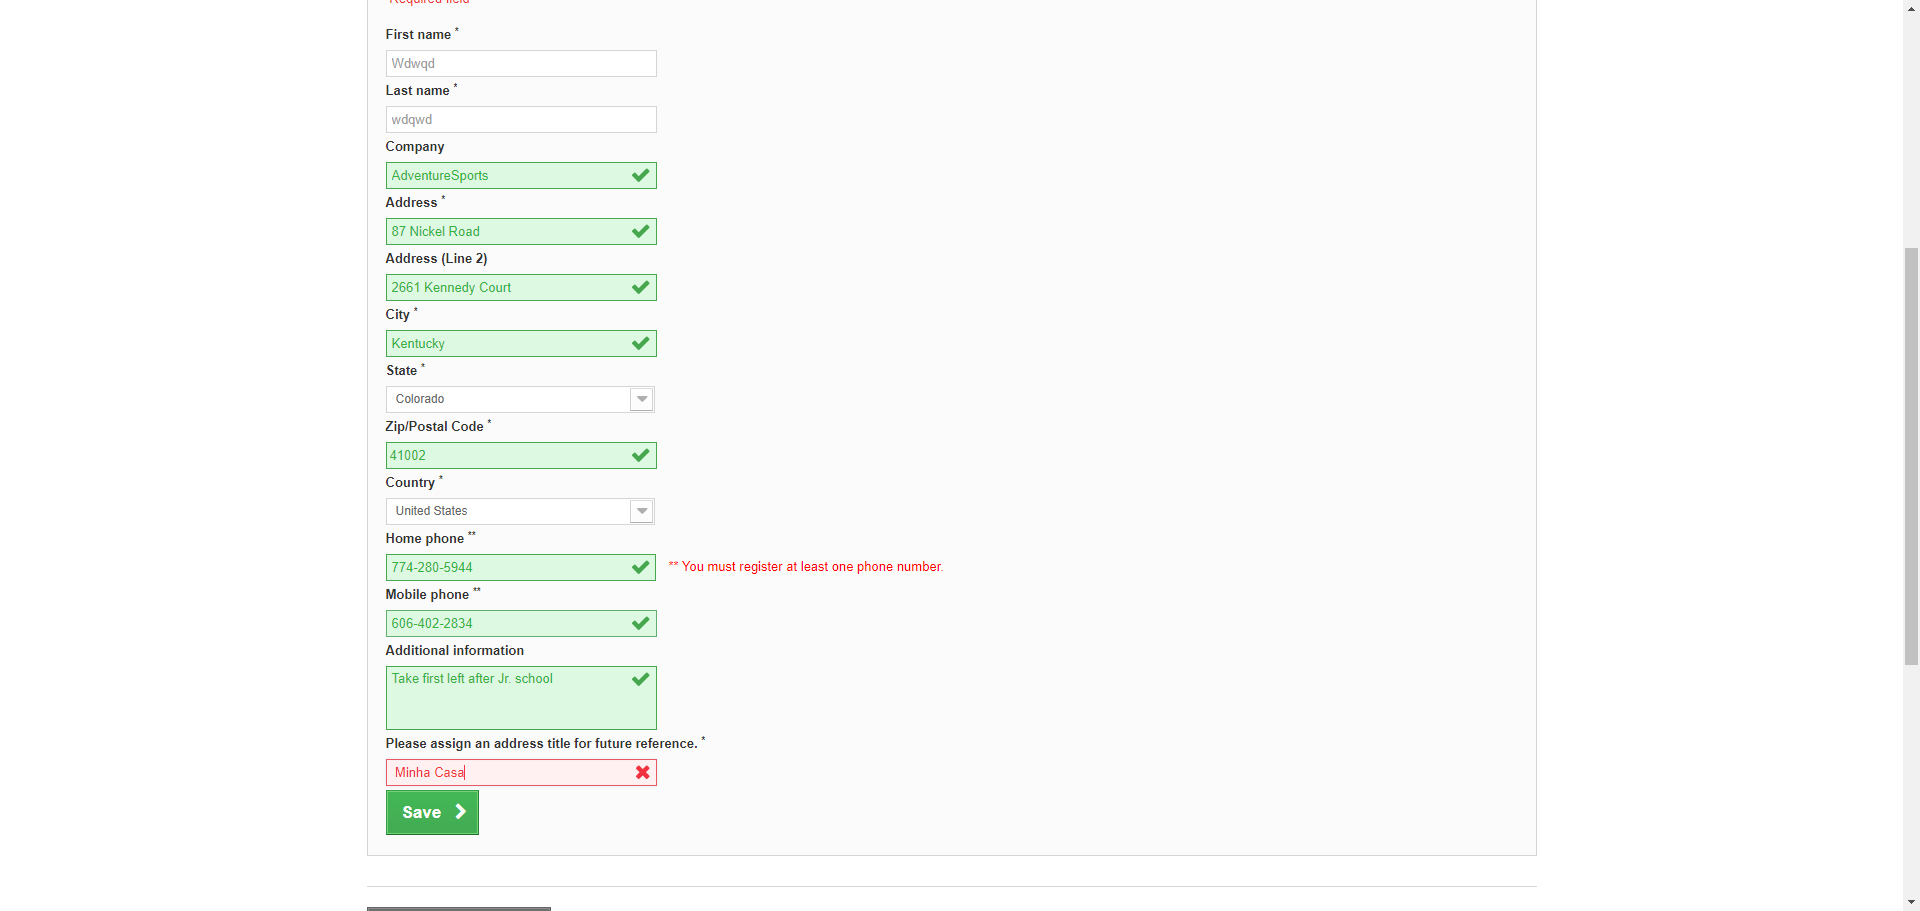 *Required field
First name *
Wdwqd
Last name *
wdqwd
Company
AdventureSports
Address *
87 Nickel Road
Address (Line 2)
2661 Kennedy Court
City *
Kentucky
State *
Colorado
Zip/Postal Code *
41002
Country *
United States
Home phone **
774-280-5944
** You must register at least one phone number.
Mobile phone **
606-402-2834
Additional information
Take first left after Jr. school
Please assign an address title for future reference. *
Minha Casa
Save